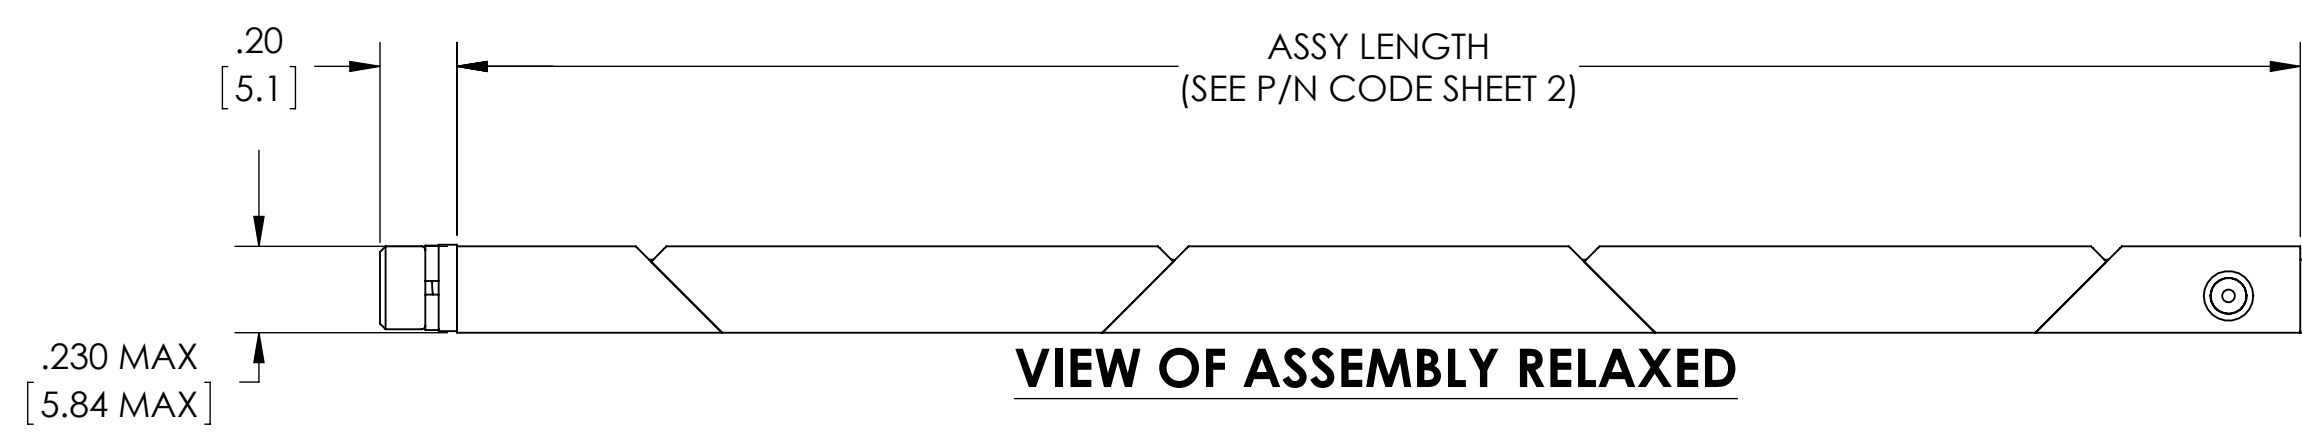 .20
[5.1]
ASSY LENGTH
(SEE P/N CODE SHEET 2)
.230 MAX
[5.84 MAX]
VIEW OF ASSEMBLY RELAXED